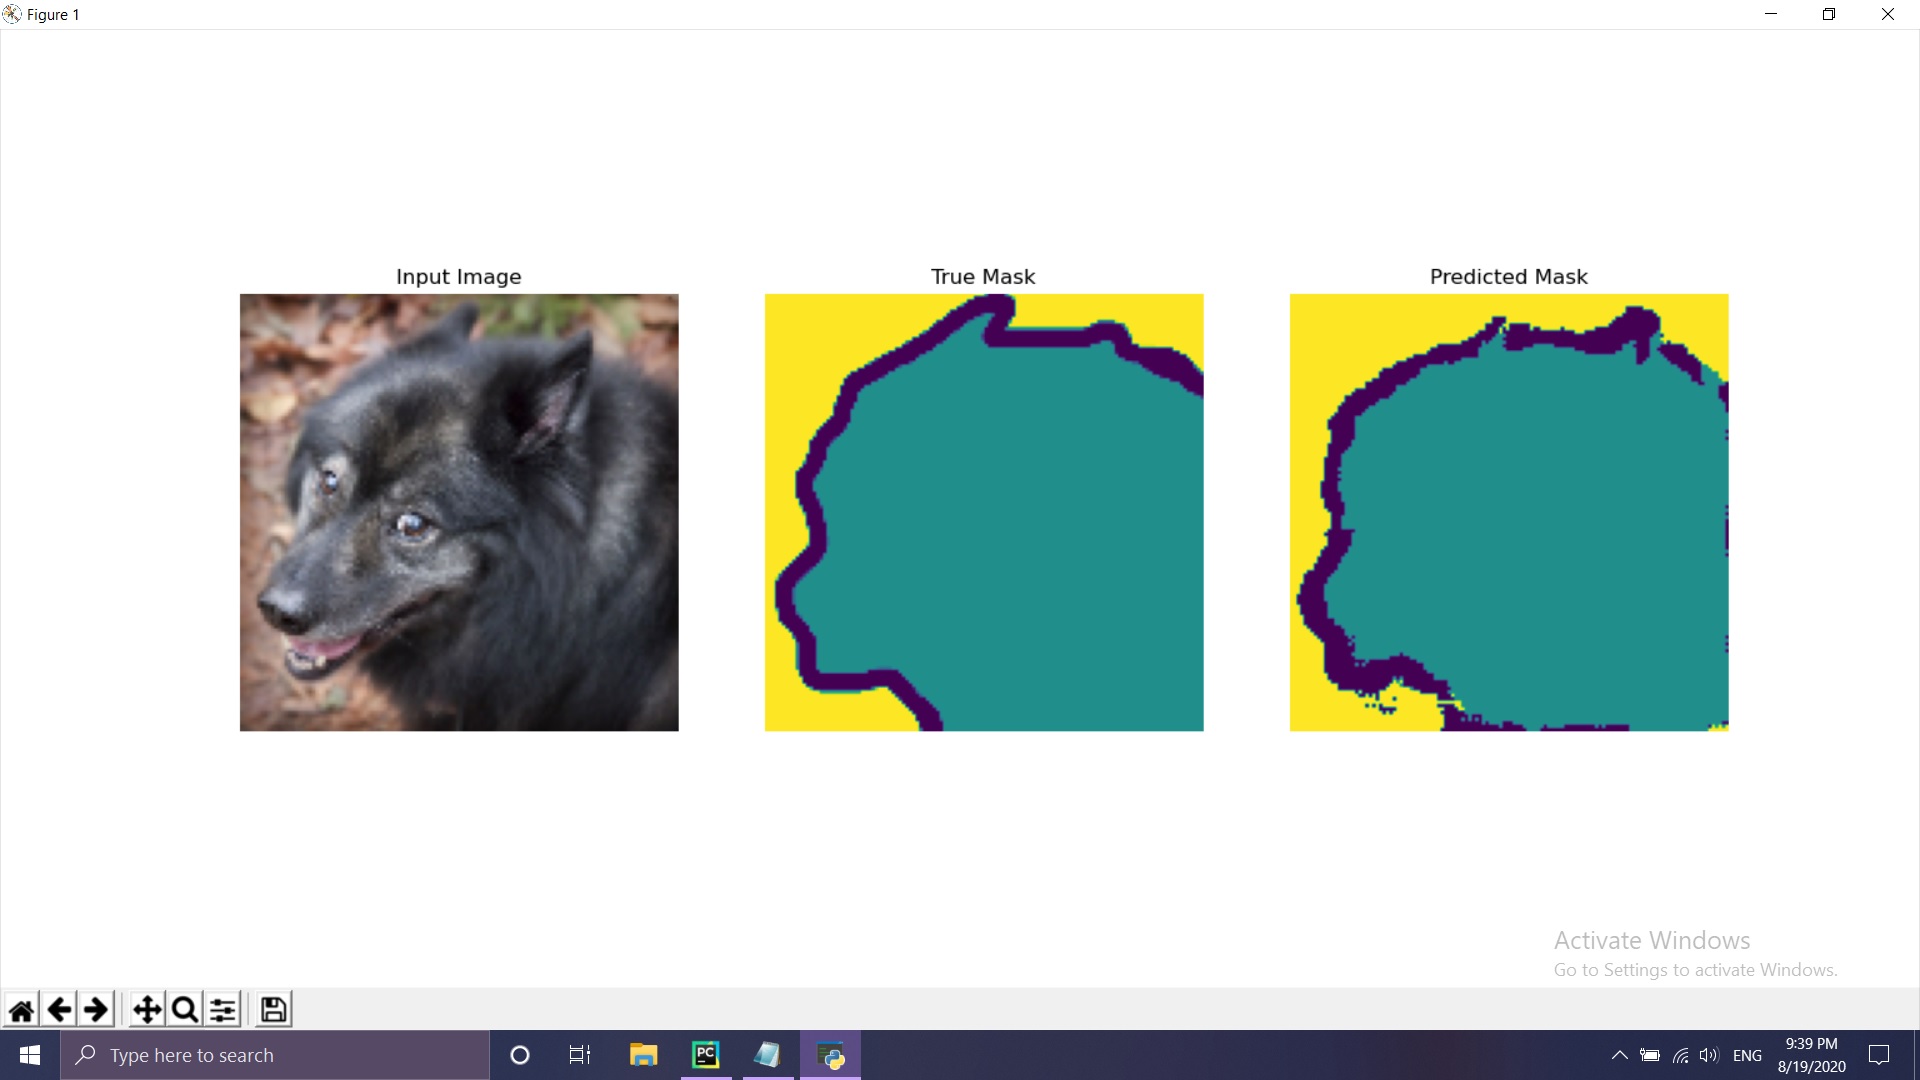 Figure 1
Input Image
True Mask
Predicted Mask
Activate Windows
Go to Settings to activate Windows.
Type here to search
PC
ENG
9:39 PM
8/19/2020